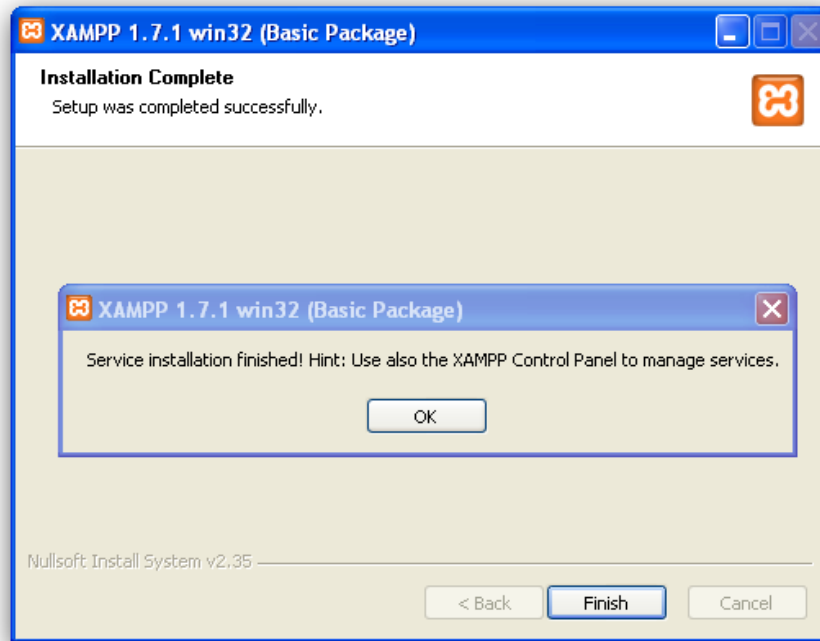 XAMPP 1.7.1 win32 (Basic Package)
Installation Complete
Setup was completed successfully.
XAMPP 1.7.1 win32 (Basic Package)
Service installation finished! Hint: Use also the XAMPP Control Panel to manage services.
OK
Nullsoft Install System v2.35
< Back
Finish
Cancel